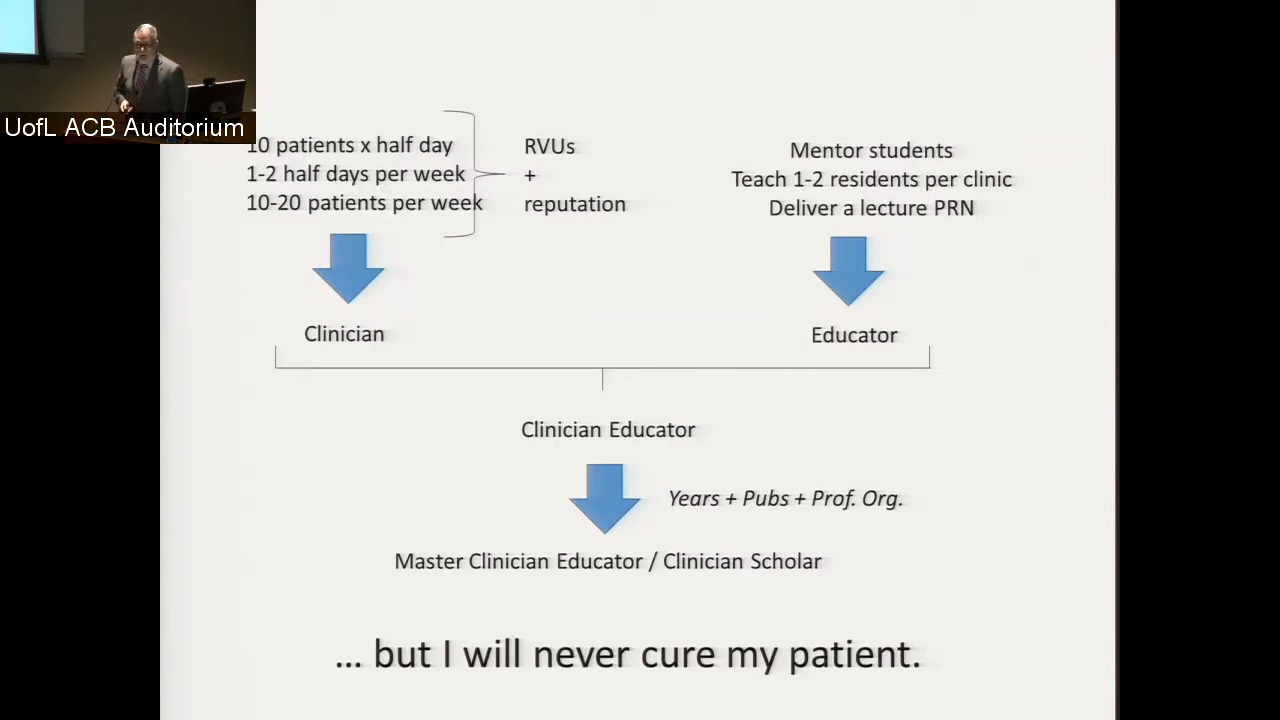 UofL ACB Auditorium
10 patients x half day
1-2 half days per week
10-20 patients per week
RVUs
+
reputation
Mentor students
Teach 1-2 residents per clinic
Deliver a lecture PRN
Clinician
Educator
Clinician Educator
Years + Pubs + Prof. Org.
Master Clinician Educator / Clinician Scholar
... but I will never cure my patient.